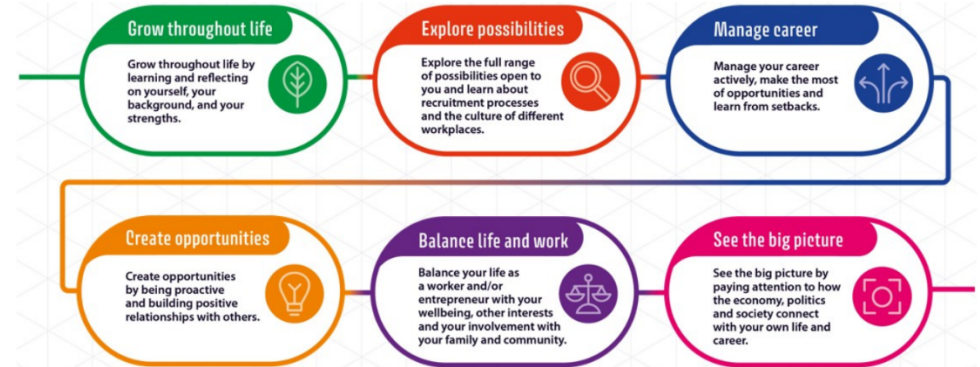 Grow throughout life
Grow throughout life by
learning and reflecting
on yourself, your
background, and your
strengths.
Explore possibilities
Explore the full range
of possibilities open to
you and learn about
recruitment processes
and the culture of different
workplaces.
Manage career
Manage your career
actively, make the most
of opportunities and
learn from setbacks.
Create opportunities
Create opportunities
by being proactive
and building positive
relationships with others.
Balance life and work
Balance your life as
a worker and/or
entrepreneur with your
wellbeing, other interests
and your involvement with
your family and community.
See the big picture
See the big picture by
paying attention to how
the economy, politics
and society connect
with your own life and
career.